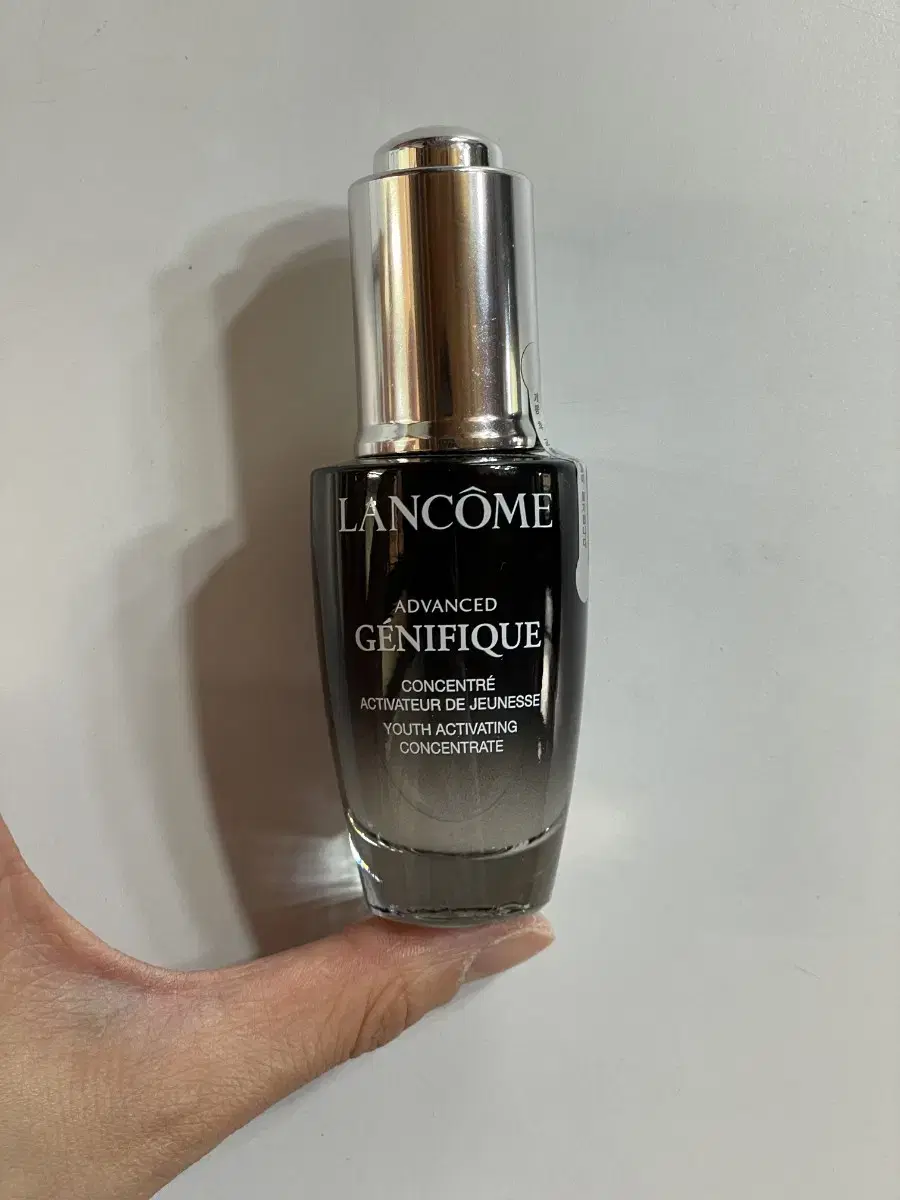 LANCÔME
ADVANCED
GÉNIFIQUE
CONCENTRÉ
ACTIVATEUR DE JEUNESSE
YOUTH ACTIVATING
CONCENTRATE